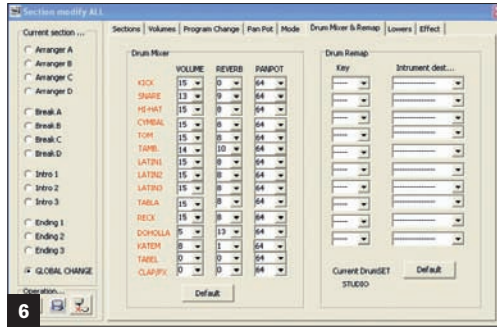 Section modify ALL
Sections Volumes Program Change Pan Pot Mode Drum Mixer & Remap Lowers Effect
Current section ...
Arranger A
Arranger B
Arranger C
Arranger D
Break A
Break B
Break C
Break D
Intro 1
Intro 2
Intro 3
Ending 1
Ending 2
Ending 3
GLOBAL CHANGE
Operation...
6
Drum Mixer
VOLUME REVERB PANPOT
KICK 15 0 64
SNARE 13 9 64
HI-HAT 15 8 64
CYMBAL 15 6 64
TOM 15 8 64
TAMB. 14 10 64
LATIN1 15 8 64
LATIN2 15 8 64
LATIN3 15 8 64
TABLA 15 8 64
RECK 15 8 64
DOHOLLA 5 13 64
KATEM 8 1 64
TABEL 0 0 64
CLAP/FX 0 0 64
Default
Drum Remap
Key Intrument dest...
Current DrumSET
STUDIO
Default